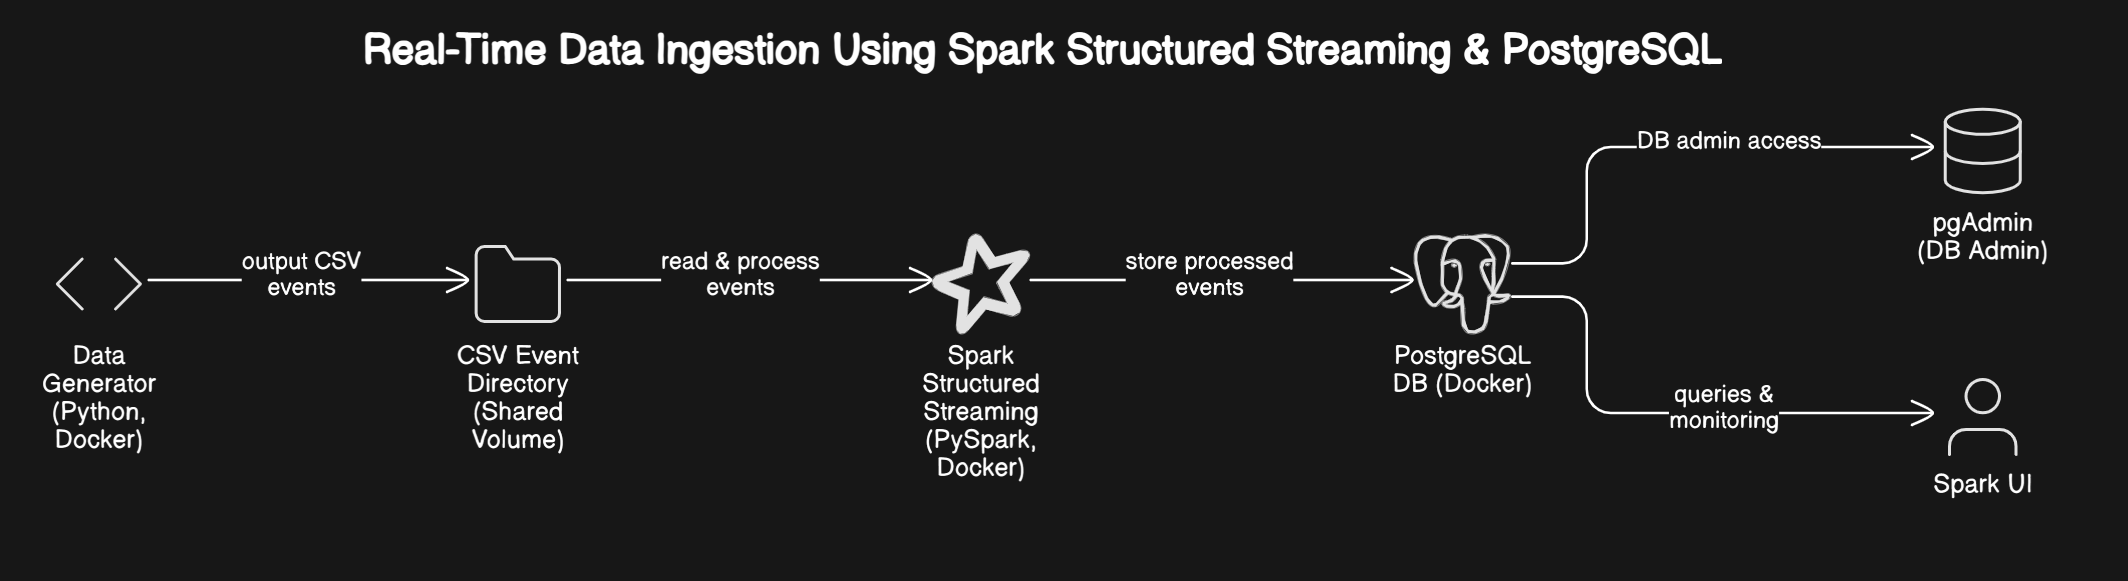 Real-Time Data Ingestion Using Spark Structured Streaming & PostgreSQL
output CSV
events
read & process
events
store processed
events
DB admin access
queries &
monitoring
Data
Generator
(Python,
Docker)
CSV Event
Directory
(Shared
Volume)
Spark
Structured
Streaming
(PySpark,
Docker)
PostgreSQL
DB (Docker)
pgAdmin
(DB Admin)
Spark UI